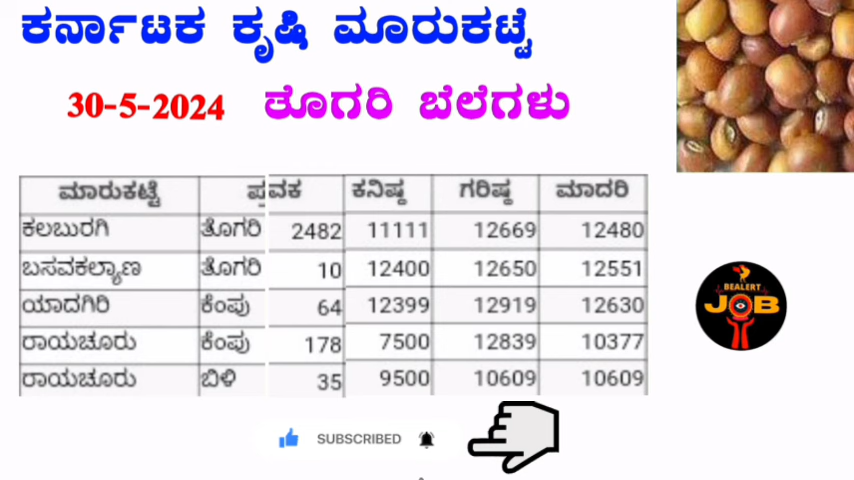 ಕರ್ನಾಟಕ ಕೃಷಿ ಮಾರುಕಟ್ಟೆ
30-5-2024 ತೊಗರಿ ಬೆಲೆಗಳು
ಮಾರುಕಟ್ಟೆ ಪ್ರವಕ ಕನಿಷ್ಠ ಗರಿಷ್ಠ ಮಾದರಿ
ಕಲಬುರಗಿ ತೊಗರಿ 2482 11111 12669 12480
ಬಸವಕಲ್ಯಾಣ ತೊಗರಿ 10 12400 12650 12551
ಯಾದಗಿರಿ ಕೆಂಪು 64 12399 12919 12630
ರಾಯಚೂರು ಕೆಂಪು 178 7500 12839 10377
ರಾಯಚೂರು ಬಿಳಿ 35 9500 10609 10609
BEALERT
JOB
SUBSCRIBED